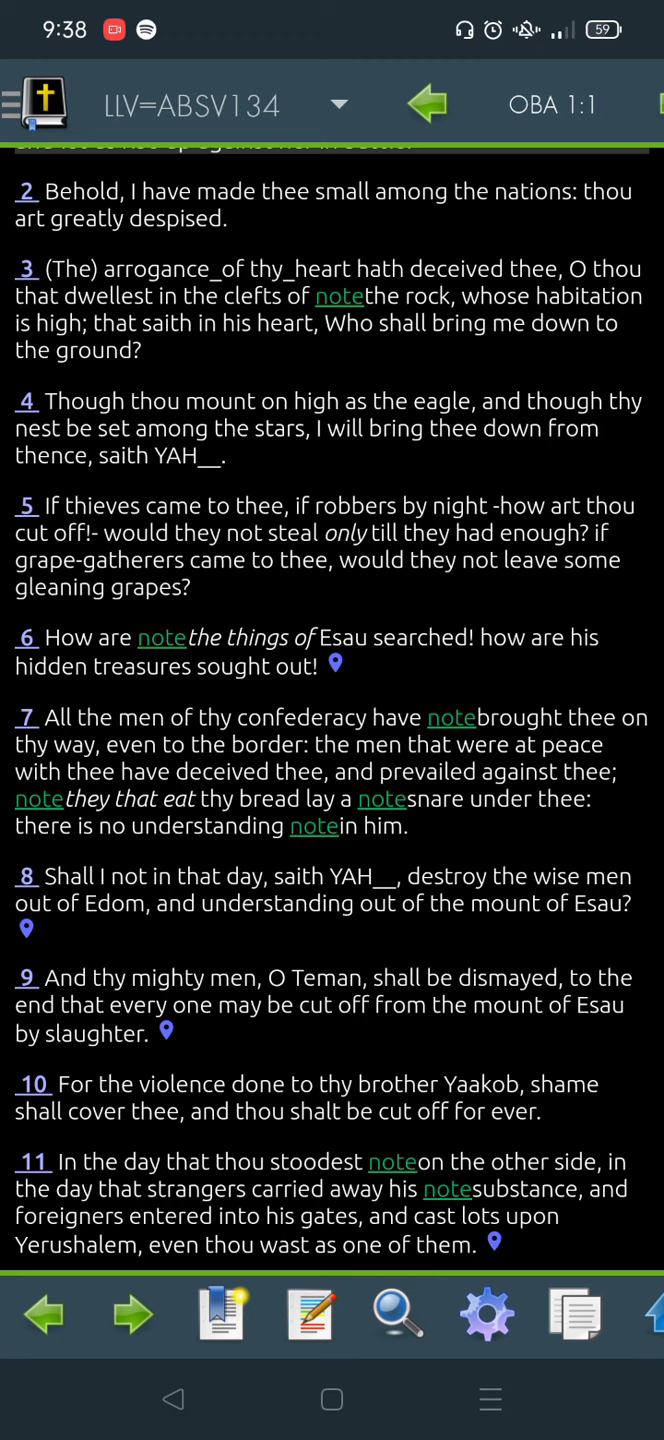 9:38
59
LLV=ABSV134
OBA 1:1
2 Behold, I have made thee small among the nations: thou
art greatly despised.
3 (The) arrogance_of thy_heart hath deceived thee, O thou
that dwellest in the clefts of notethe rock, whose habitation
is high; that saith in his heart, Who shall bring me down to
the ground?
4 Though thou mount on high as the eagle, and though thy
nest be set among the stars, I will bring thee down from
thence, saith YAH__.
5 If thieves came to thee, if robbers by night -how art thou
cut off!- would they not steal only till they had enough? if
grape-gatherers came to thee, would they not leave some
gleaning grapes?
6 How are notethe things of Esau searched! how are his
hidden treasures sought out!
7 All the men of thy confederacy have notebrought thee on
thy way, even to the border: the men that were at peace
with thee have deceived thee, and prevailed against thee;
notethey that eat thy bread lay a notesnare under thee:
there is no understanding notein him.
8 Shall I not in that day, saith YAH__, destroy the wise men
out of Edom, and understanding out of the mount of Esau?
9 And thy mighty men, O Teman, shall be dismayed, to the
end that every one may be cut off from the mount of Esau
by slaughter.
10 For the violence done to thy brother Yaakob, shame
shall cover thee, and thou shalt be cut off for ever.
11 In the day that thou stoodest noteon the other side, in
the day that strangers carried away his notesubstance, and
foreigners entered into his gates, and cast lots upon
Yerushalem, even thou wast as one of them.